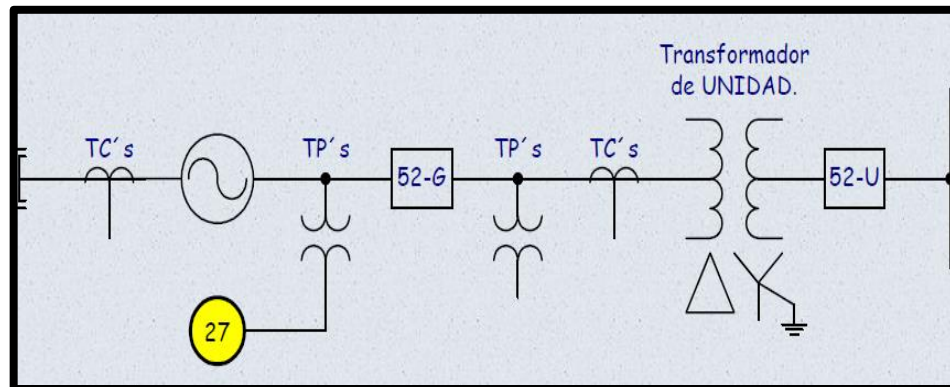 Transformador
de UNIDAD.
TC´s
TP´s
52-G
TP´s
TC´s
52-U
27